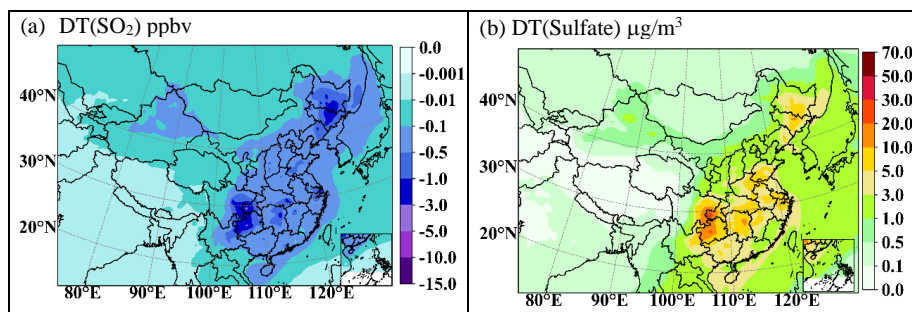 (a) DT(SO₂) ppbv
40°N
30°N
20°N
80°E 90°E 100°E 110°E 120°E
0.0
-0.001
-0.01
-0.1
-0.5
-1.0
-3.0
-5.0
-10.0
-15.0
(b) DT(Sulfate) µg/m³
40°N
30°N
20°N
80°E 90°E 100°E 110°E 120°E
70.0
50.0
30.0
20.0
10.0
5.0
3.0
1.0
0.5
0.1
0.0